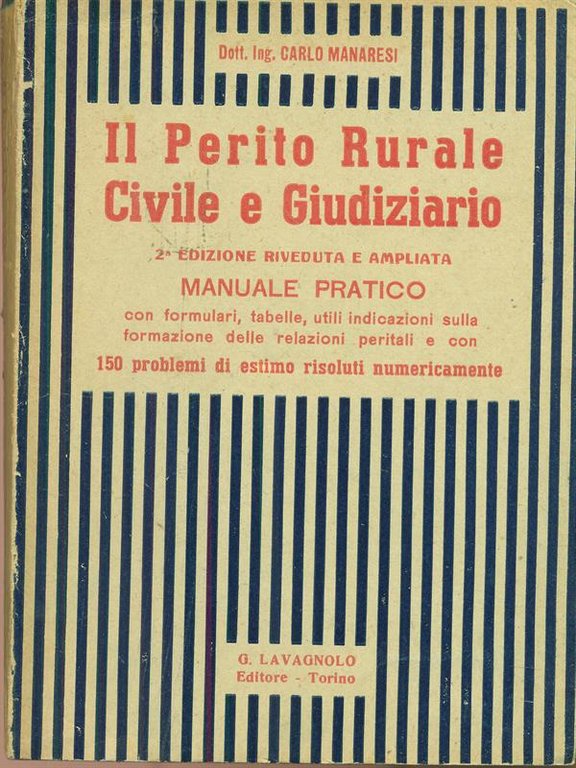 Dott. Ing. CARLO MANARESI
Il Perito Rurale
Civile e Giudiziario
2ª EDIZIONE RIVEDUTA E AMPLIATA
MANUALE PRATICO
con formulari, tabelle, utili indicazioni sulla
formazione delle relazioni peritali e con
150 problemi di estimo risoluti numericamente
G. LAVAGNOLO
Editore - Torino